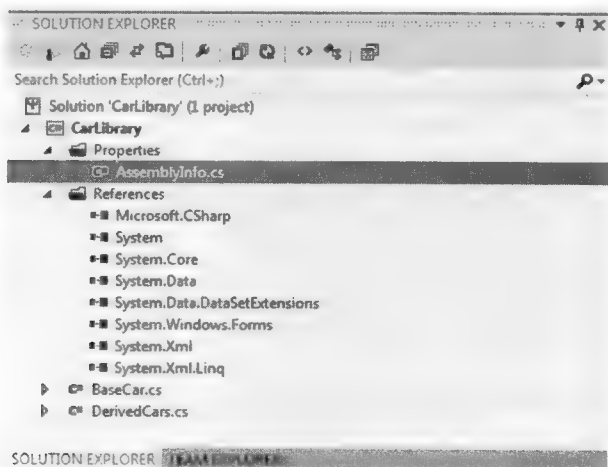 SOLUTION EXPLORER
Search Solution Explorer (Ctrl+;)
Solution 'CarLibrary' (1 project)
C# CarLibrary
Properties
C# AssemblyInfo.cs
References
Microsoft.CSharp
System
System.Core
System.Data
System.Data.DataSetExtensions
System.Windows.Forms
System.Xml
System.Xml.Linq
C# BaseCar.cs
C# DerivedCars.cs
SOLUTION EXPLORER TEAM EXPLORER